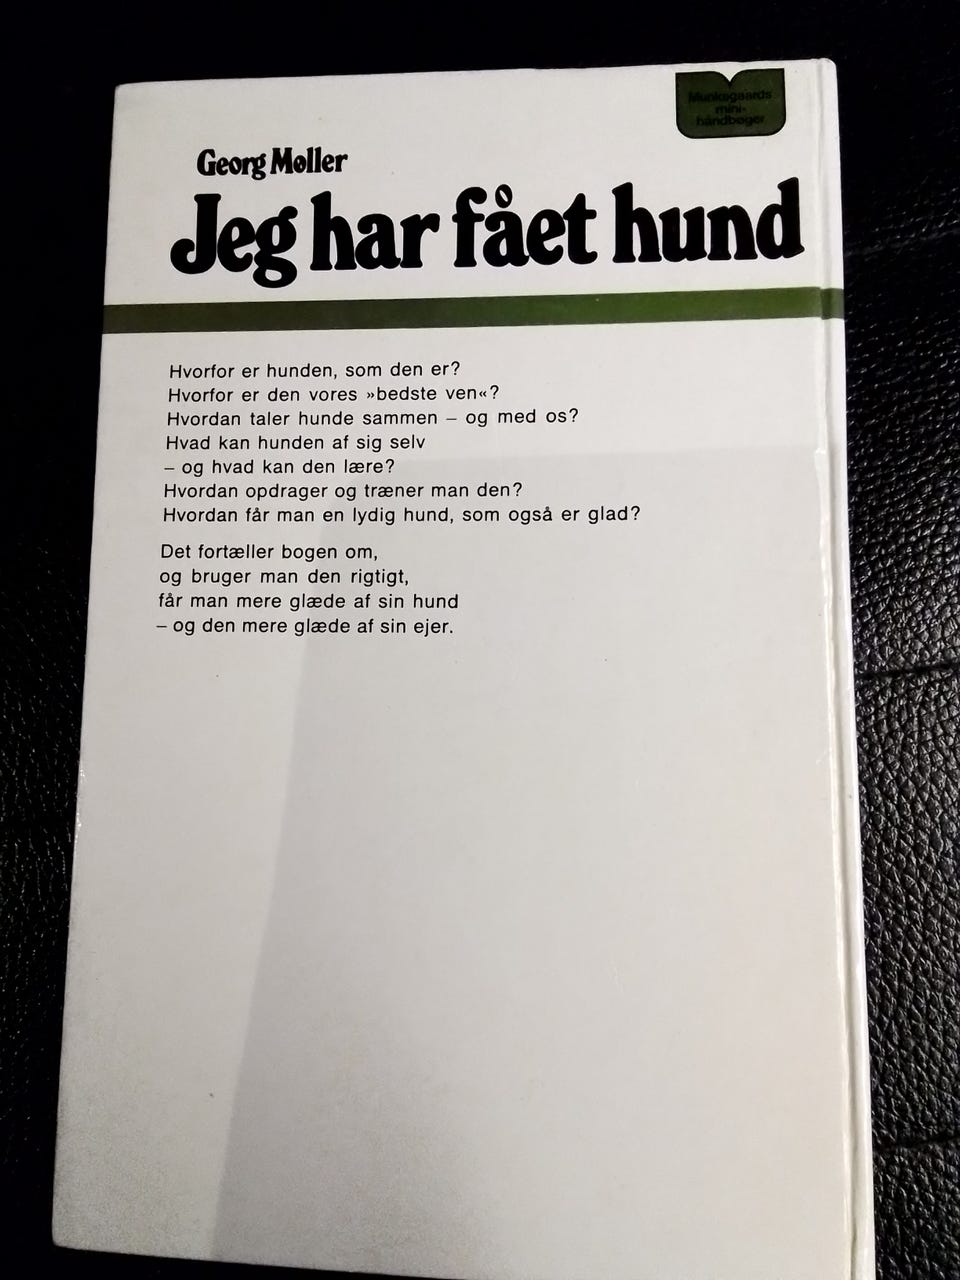 Munksgaards
mini-
håndbøger
Georg Møller
Jeg har fået hund
Hvorfor er hunden, som den er?
Hvorfor er den vores »bedste ven«?
Hvordan taler hunde sammen – og med os?
Hvad kan hunden af sig selv
– og hvad kan den lære?
Hvordan opdrager og træner man den?
Hvordan får man en lydig hund, som også er glad?
Det fortæller bogen om,
og bruger man den rigtigt,
får man mere glæde af sin hund
– og den mere glæde af sin ejer.